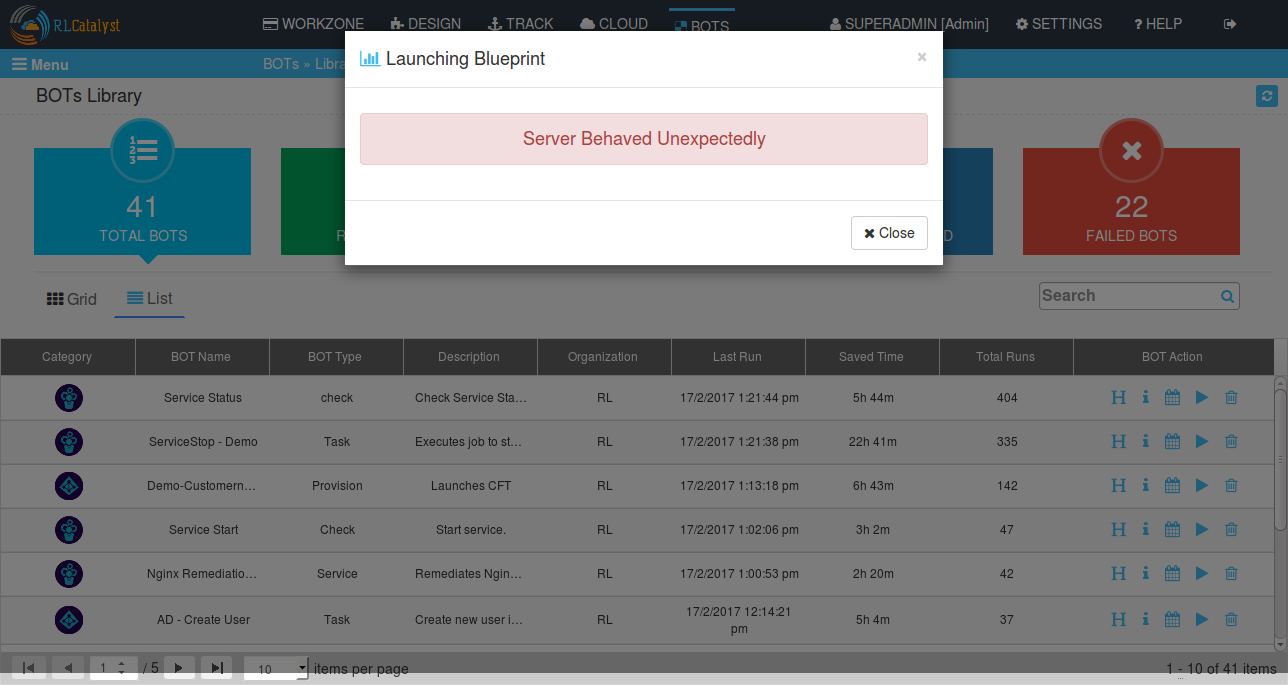 RLCatalyst WORKZONE DESIGN TRACK CLOUD BOTS SUPERADMIN [Admin] SETTINGS ? HELP
Menu BOTs » Libra
Launching Blueprint ×
BOTs Library
Server Behaved Unexpectedly
1
2
3
41
TOTAL BOTS
R
D
22
FAILED BOTS
Close
Grid List Search
Category BOT Name BOT Type Description Organization Last Run Saved Time Total Runs BOT Action
Service Status check Check Service Sta... RL 17/2/2017 1:21:44 pm 5h 44m 404 H i
ServiceStop - Demo Task Executes job to st... RL 17/2/2017 1:21:38 pm 22h 41m 335 H i
Demo-Customern... Provision Launches CFT RL 17/2/2017 1:13:18 pm 6h 43m 142 H i
Service Start Check Start service. RL 17/2/2017 1:02:06 pm 3h 2m 47 H i
Nginx Remediatio... Service Remediates Ngin... RL 17/2/2017 1:00:53 pm 2h 20m 42 H i
AD - Create User Task Create new user i... RL 17/2/2017 12:14:21 pm 5h 4m 37 H i
1 / 5 10 items per page 1 - 10 of 41 items